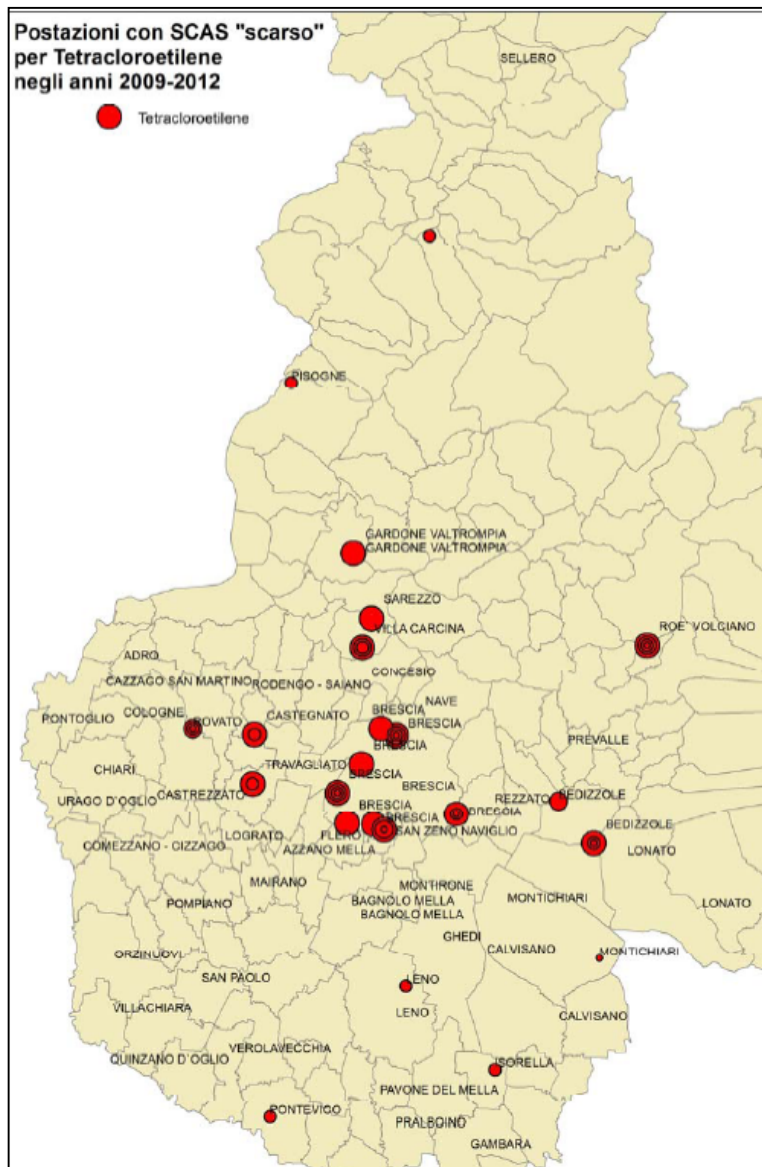 Postazioni con SCAS "scarso"
per Tetracloroetilene
negli anni 2009-2012
Tetracloroetilene
SELLERO
PISOGNE
GARDONE VALTROMPIA
GARDONE VALTROMPIA
SAREZZO
VILLA CARCINA
ROE' VOLCIANO
ADRO
CONCESIO
CAZZAGO SAN MARTINO
RODENGO - SAIANO
NAVE
BRESCIA
COLOGNE
CASTEGNATO
PONTOGLIO
ROVATO
BRESCIA
PREVALLE
BRESCIA
CHIARI
TRAVAGLIATO
BRESCIA
BRESCIA
URAGO D'OGLIO
CASTREZZATO
REZZATO
BEDIZZOLE
BRESCIA
BRESCIA
BRESCIA
BEDIZZOLE
COMEZZANO - CIZZAGO
LOGRATO
FLERO
SAN ZENO NAVIGLIO
AZZANO MELLA
LONATO
MAIRANO
MONTIRONE
POMPIANO
BAGNOLO MELLA
MONTICHIARI
LONATO
BAGNOLO MELLA
GHEDI
CALVISANO
MONTICHIARI
ORZINUOVI
SAN PAOLO
LENO
VILLACHIARA
LENO
CALVISANO
VEROLAVECCHIA
QUINZANO D'OGLIO
ISORELLA
PAVONE DEL MELLA
PONTEVICO
PRALBOINO
GAMBARA